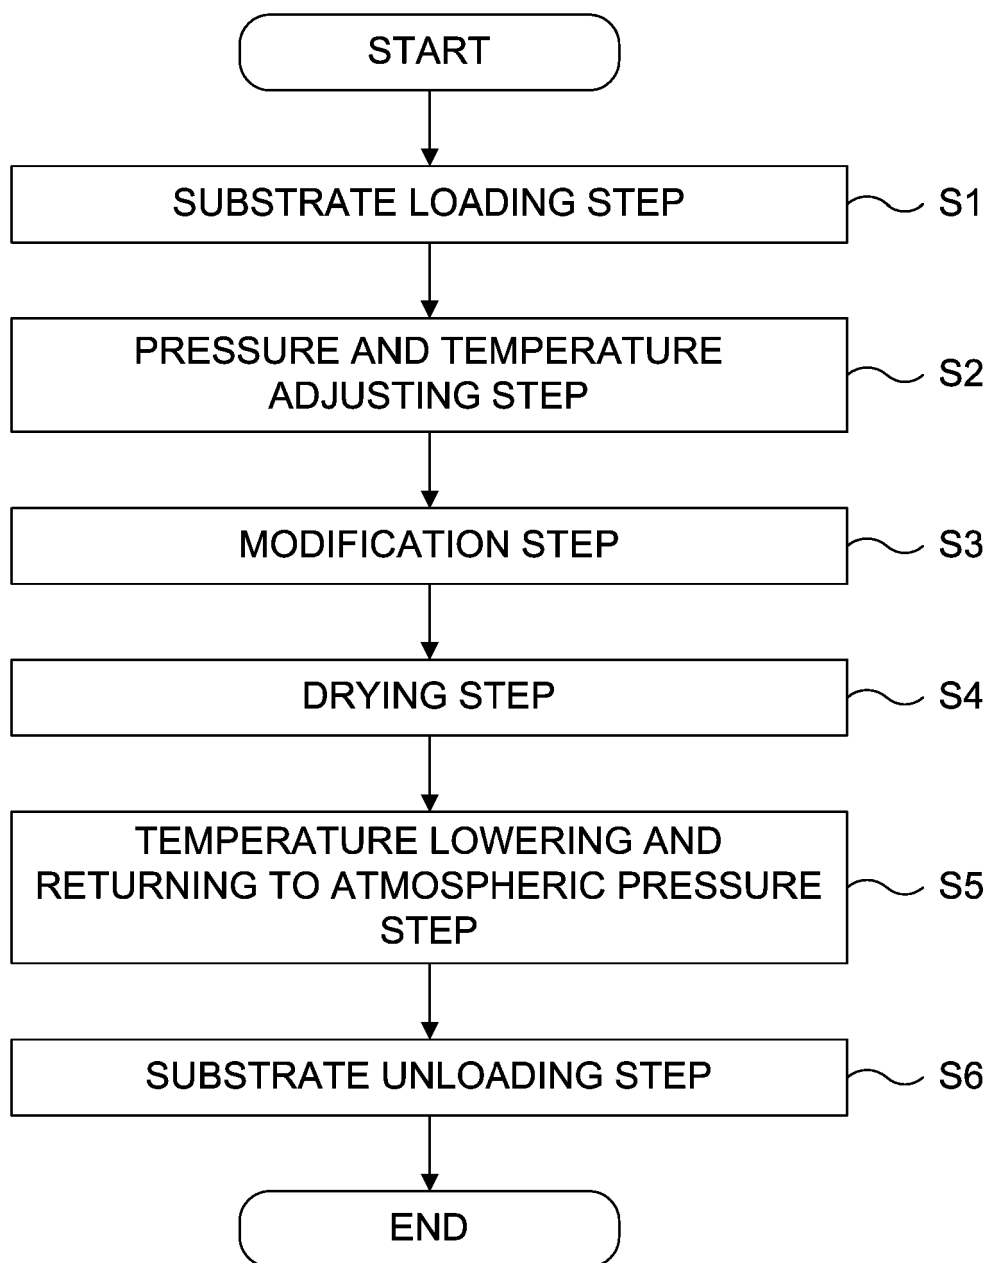 START
SUBSTRATE LOADING STEP
S1
PRESSURE AND TEMPERATURE
ADJUSTING STEP
S2
MODIFICATION STEP
S3
DRYING STEP
S4
TEMPERATURE LOWERING AND
RETURNING TO ATMOSPHERIC PRESSURE
STEP
S5
SUBSTRATE UNLOADING STEP
S6
END